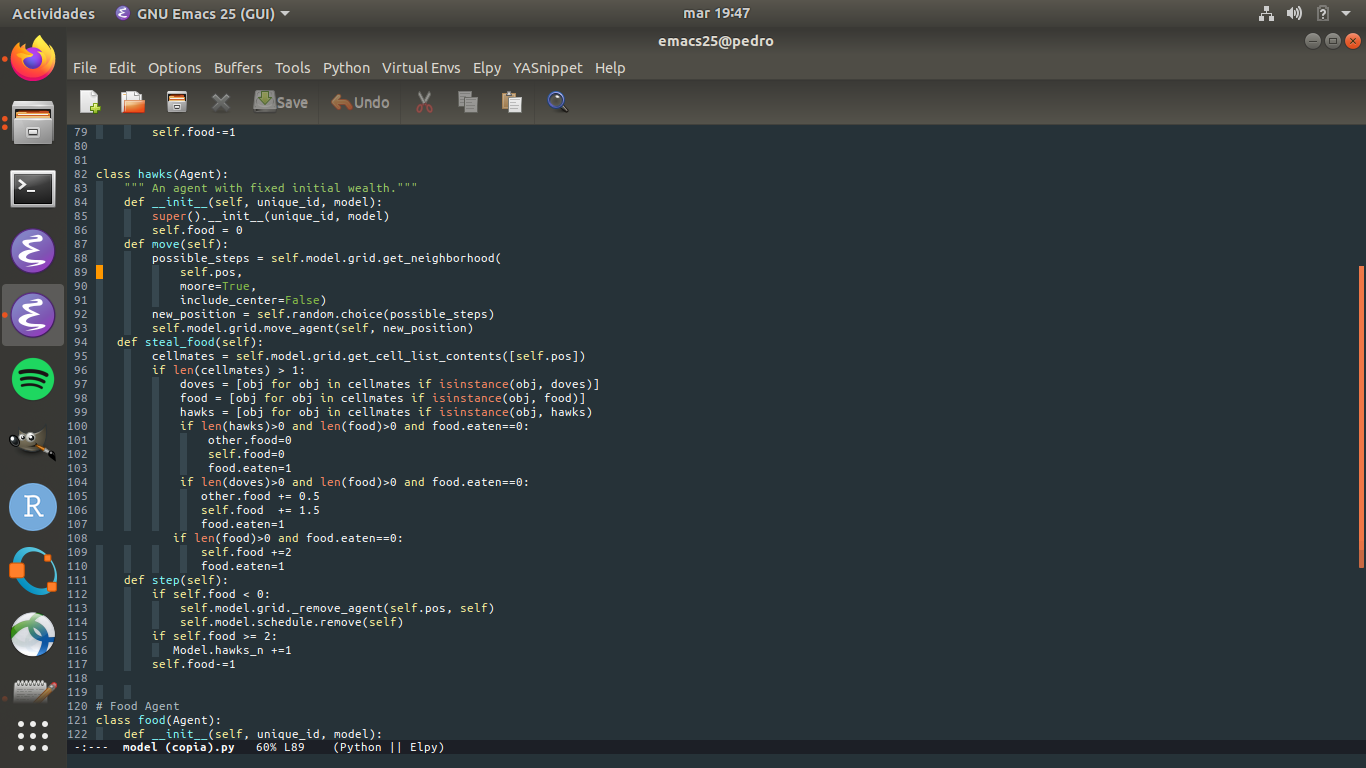 Actividades GNU Emacs 25 (GUI) mar 19:47
emacs25@pedro
File Edit Options Buffers Tools Python Virtual Envs Elpy YASnippet Help
Save Undo
79 self.food-=1
80
81
82 class hawks(Agent):
83 """ An agent with fixed initial wealth."""
84 def __init__(self, unique_id, model):
85 super().__init__(unique_id, model)
86 self.food = 0
87 def move(self):
88 possible_steps = self.model.grid.get_neighborhood(
89 self.pos,
90 moore=True,
91 include_center=False)
92 new_position = self.random.choice(possible_steps)
93 self.model.grid.move_agent(self, new_position)
94 def steal_food(self):
95 cellmates = self.model.grid.get_cell_list_contents([self.pos])
96 if len(cellmates) > 1:
97 doves = [obj for obj in cellmates if isinstance(obj, doves)]
98 food = [obj for obj in cellmates if isinstance(obj, food)]
99 hawks = [obj for obj in cellmates if isinstance(obj, hawks)
100 if len(hawks)>0 and len(food)>0 and food.eaten==0:
101 other.food=0
102 self.food=0
103 food.eaten=1
104 if len(doves)>0 and len(food)>0 and food.eaten==0:
105 other.food += 0.5
106 self.food  += 1.5
107 food.eaten=1
108 if len(food)>0 and food.eaten==0:
109 self.food +=2
110 food.eaten=1
111 def step(self):
112 if self.food < 0:
113 self.model.grid._remove_agent(self.pos, self)
114 self.model.schedule.remove(self)
115 if self.food >= 2:
116 Model.hawks_n +=1
117 self.food-=1
118
119
120 # Food Agent
121 class food(Agent):
122 def __init__(self, unique_id, model):
-:--- model (copia).py 60% L89 (Python || Elpy)
R